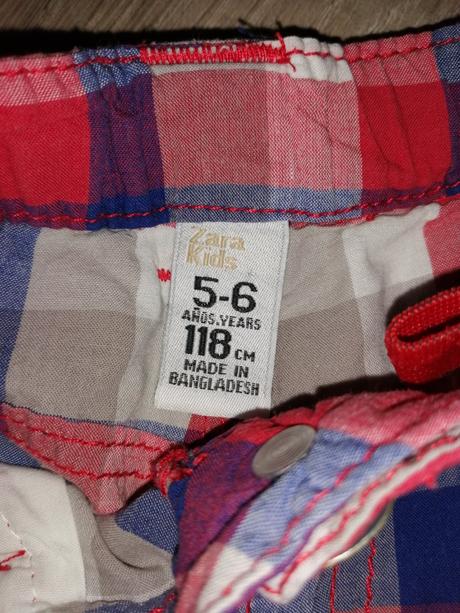 Zara
Kids
5-6
AÑOS.YEARS
118 CM
MADE IN
BANGLADESH